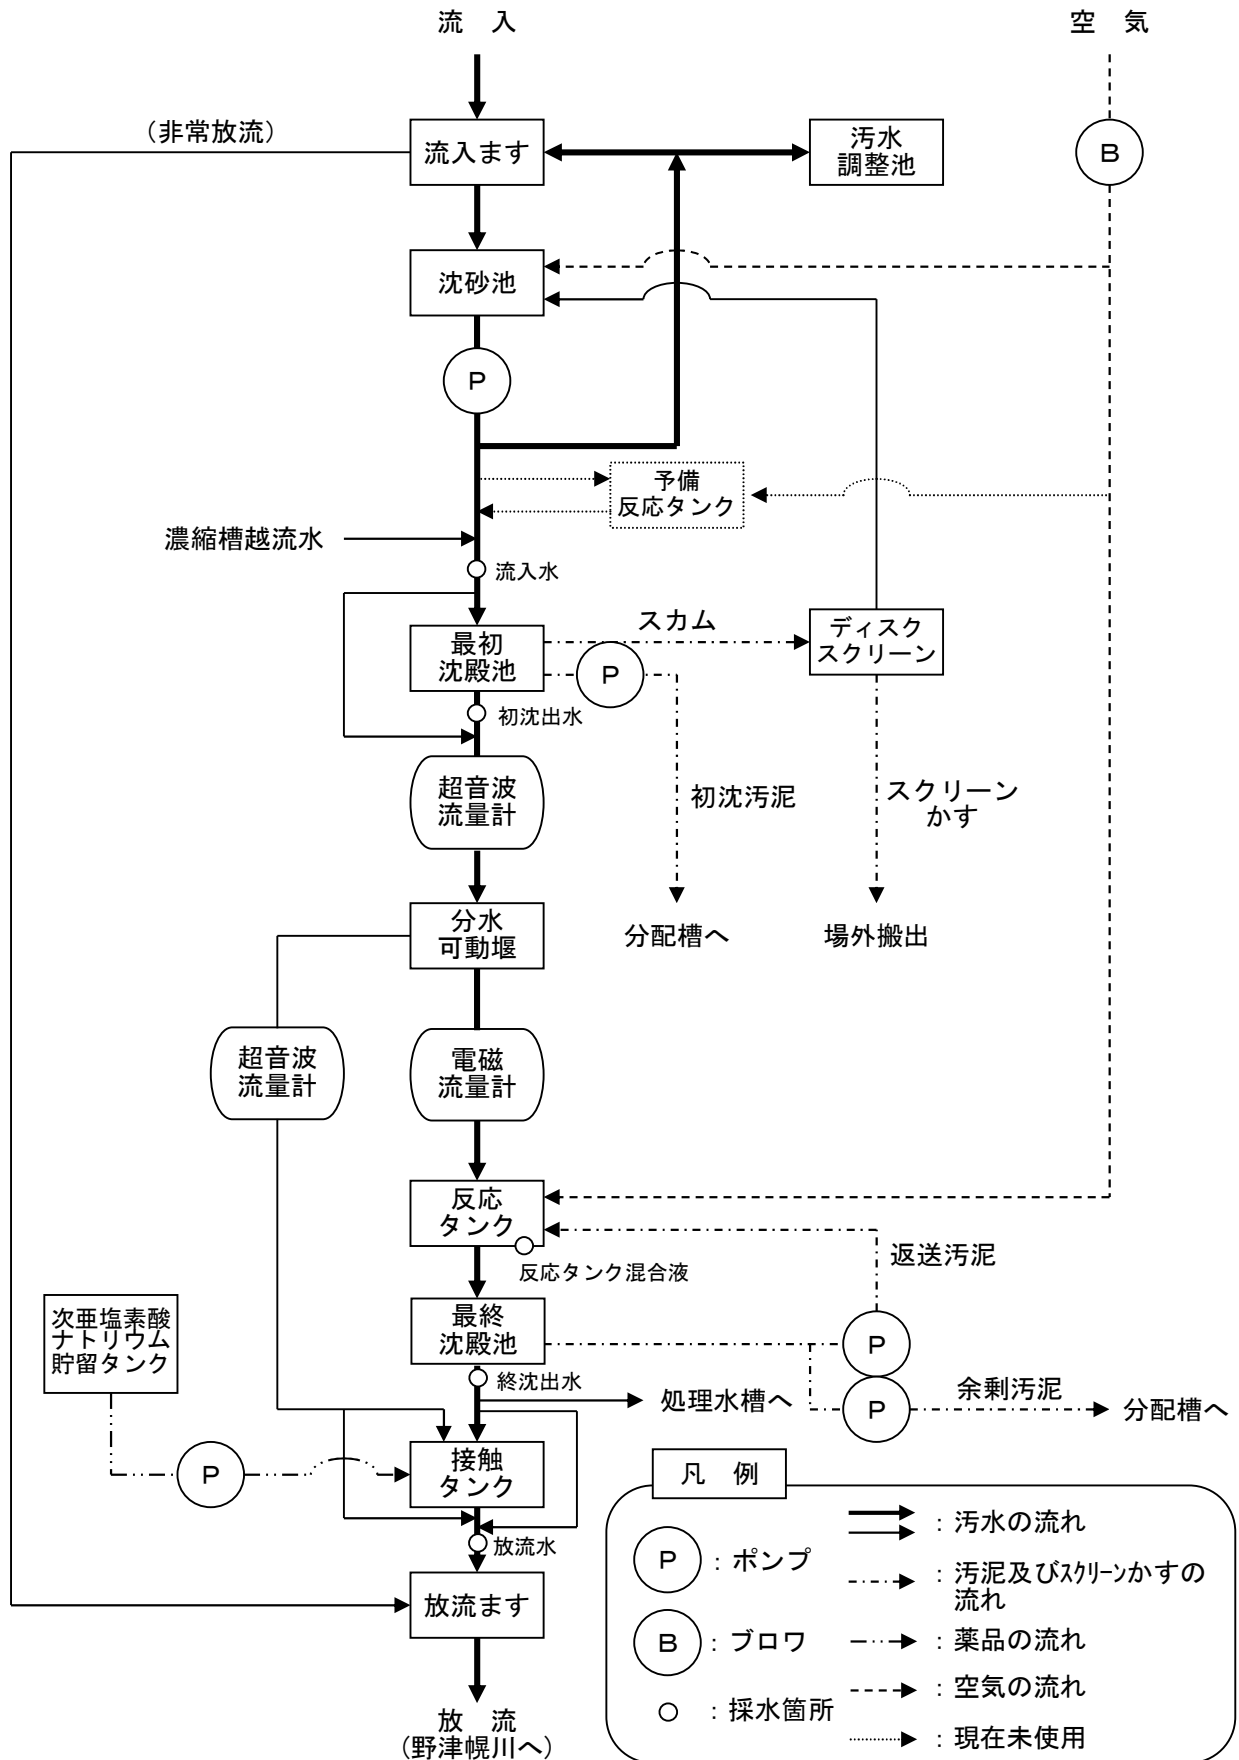 流　入
空　気
（非常放流）
流入ます
汚水
調整池
B
沈砂池
P
予備
反応タンク
濃縮槽越流水
流入水
スカム
最初
沈殿池
P
ディスク
スクリーン
初沈出水
超音波
流量計
初沈汚泥
スクリーン
かす
分水
可動堰
分配槽へ
場外搬出
超音波
流量計
電磁
流量計
反応
タンク
反応タンク混合液
返送汚泥
次亜塩素酸
ナトリウム
貯留タンク
最終
沈殿池
P
終沈出水
処理水槽へ
余剰汚泥
P
分配槽へ
接触
タンク
P
凡　例
放流水
P
：ポンプ
：汚水の流れ
：汚泥及びｽｸﾘｰﾝかすの
流れ
放流ます
B
：ブロワ
：薬品の流れ
：空気の流れ
：採水箇所
：現在未使用
放　流
（野津幌川へ）